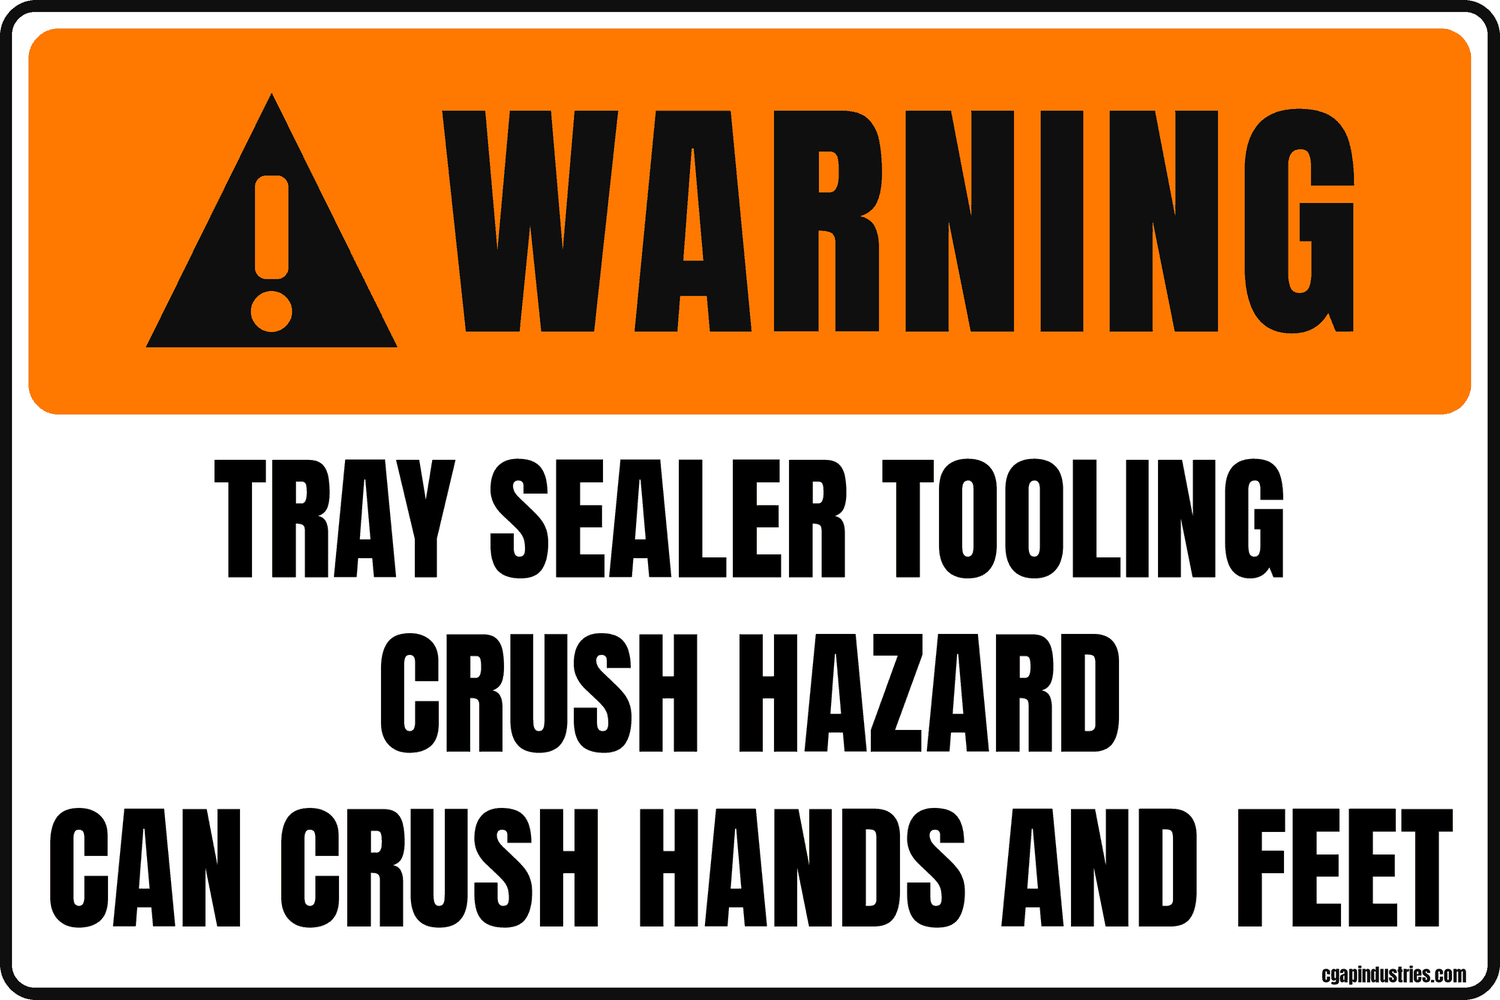 WARNING
TRAY SEALER TOOLING
CRUSH HAZARD
CAN CRUSH HANDS AND FEET
cgapindustries.com